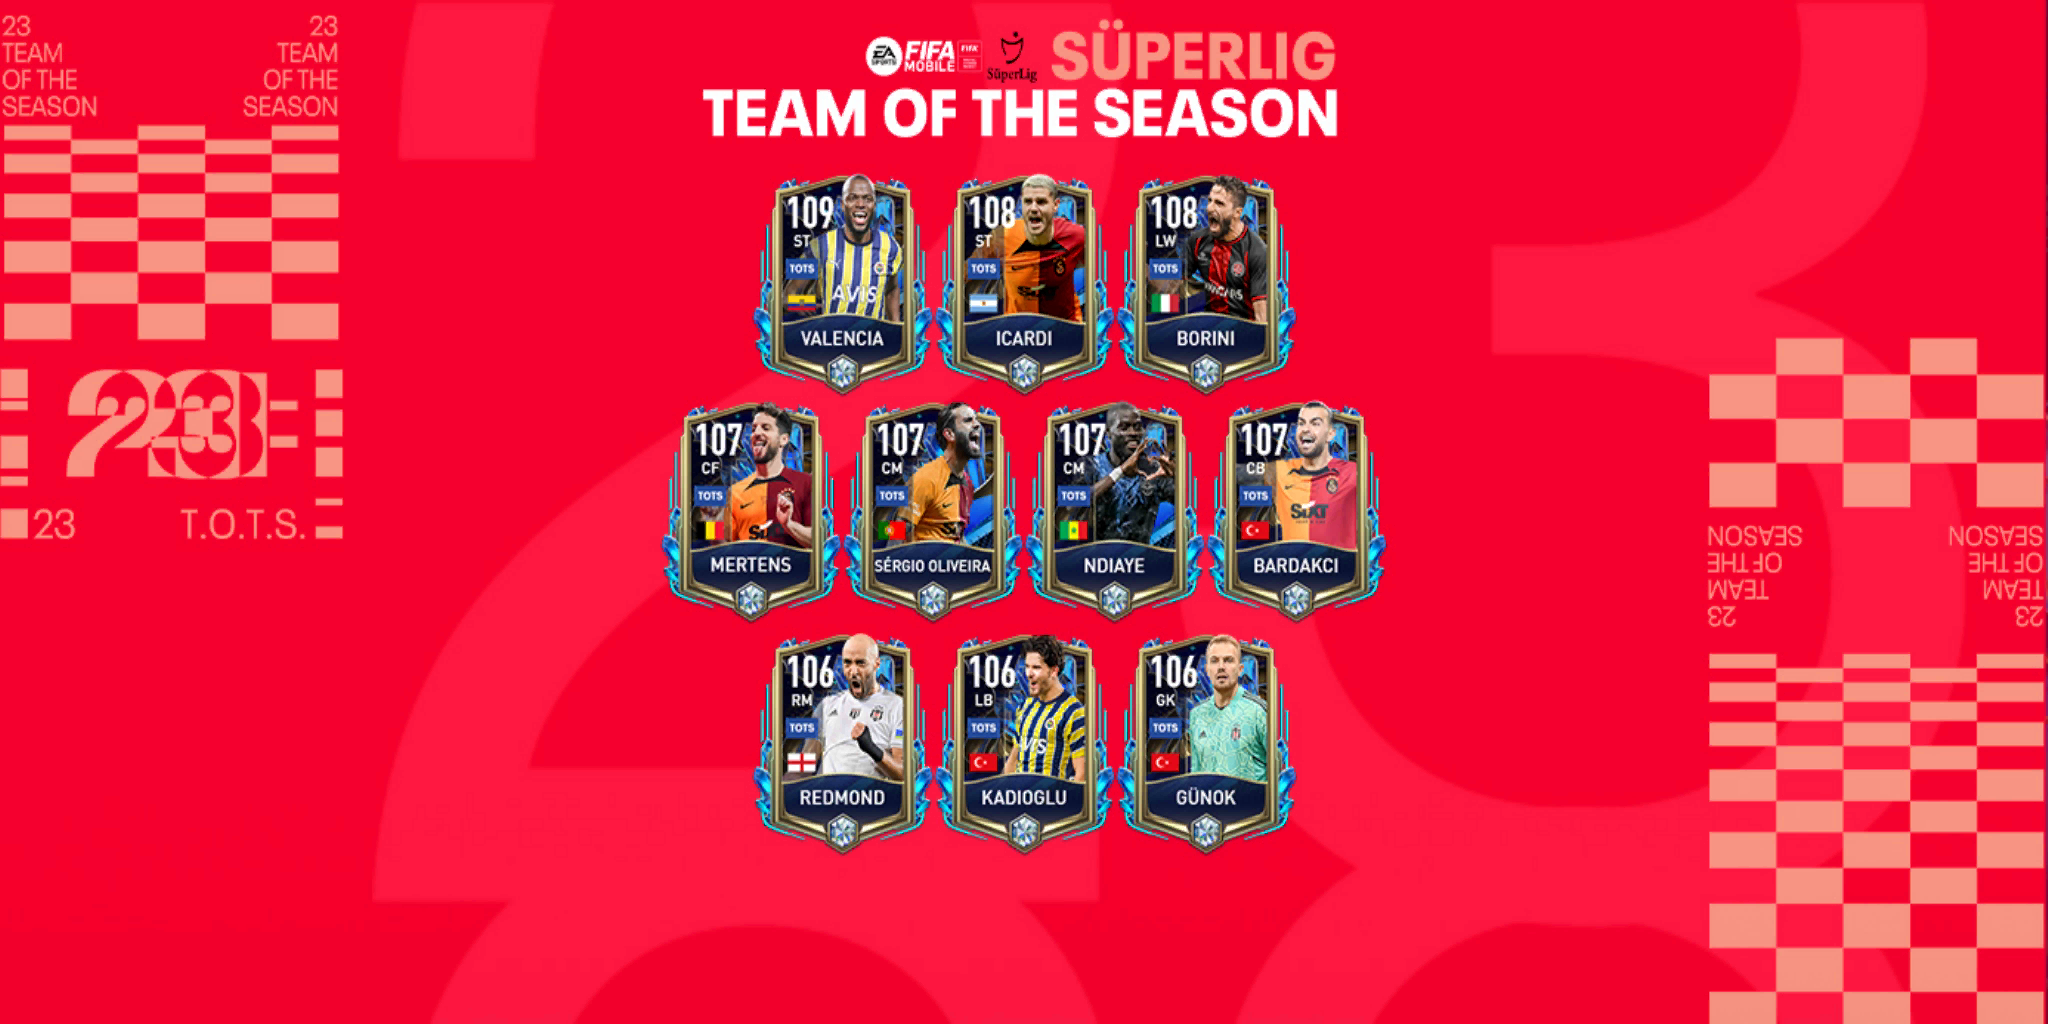 23
TEAM
OF THE
SEASON
23
TEAM
OF THE
SEASON
EA
SPORTS
FIFA
MOBILE
FIFA
SüperLig
SÜPERLIG
TEAM OF THE SEASON
109
ST
TOTS
AVIS
VALENCIA
108
ST
TOTS
ICARDI
108
LW
TOTS
BORINI
23
23
T.O.T.S.
107
CF
TOTS
MERTENS
107
CM
TOTS
SÉRGIO OLIVEIRA
107
CM
TOTS
NDIAYE
107
CB
TOTS
SIXT
BARDAKCI
23
TEAM
OF THE
SEASON
23
TEAM
OF THE
SEASON
106
RM
TOTS
REDMOND
106
LB
TOTS
VIS
KADIOGLU
106
GK
TOTS
GÜNOK